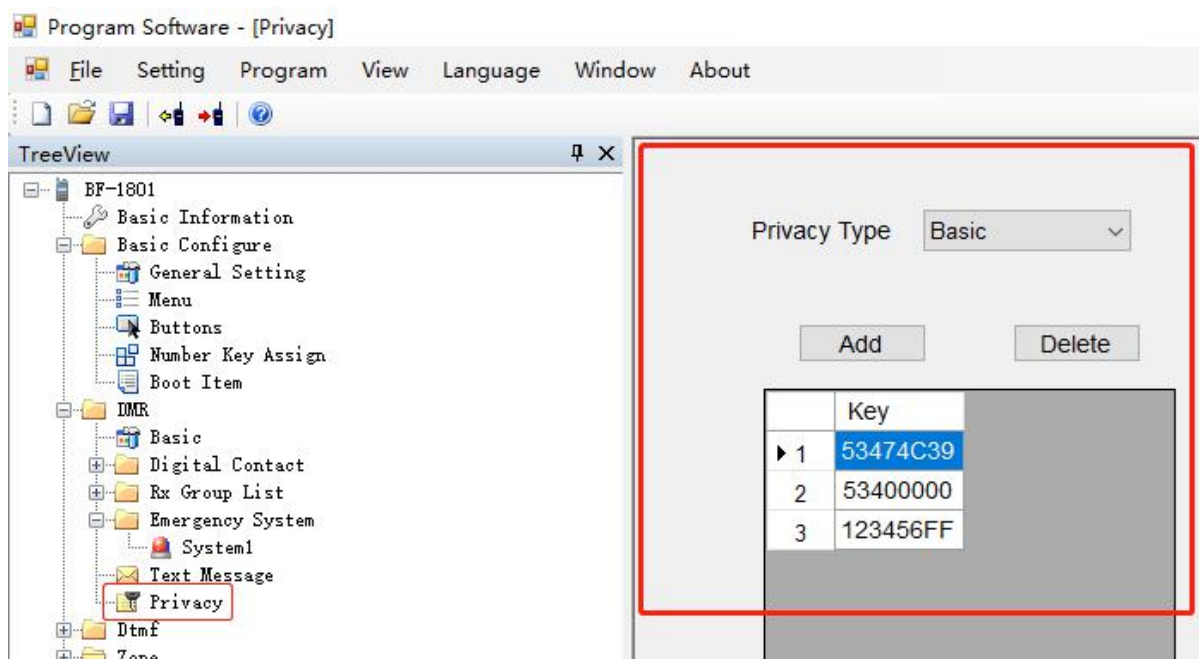 Program Software - [Privacy]
File Setting Program View Language Window About
TreeView
BF-1801
Basic Information
Basic Configure
General Setting
Menu
Buttons
Number Key Assign
Boot Item
DMR
Basic
Digital Contact
Rx Group List
Emergency System
System1
Text Message
Privacy
Dtmf
Zone
Privacy Type Basic
Add Delete
Key
1 53474C39
2 53400000
3 123456FF